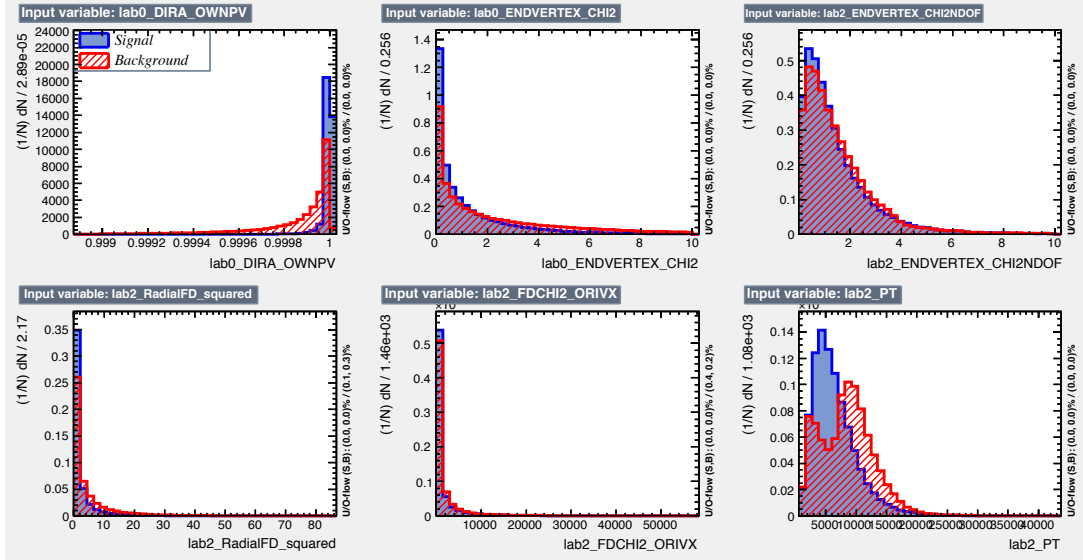 Input variable: lab0_DIRA_OWNPV
(1/N) dN / 2.89e-05
24000
22000
20000
18000
16000
14000
12000
10000
8000
6000
4000
2000
0
Signal
Background
0.999 0.9992 0.9994 0.9996 0.9998 1
lab0_DIRA_OWNPV
U/O-flow (S,B): (0.0, 0.0)% / (0.0, 0.0)%
Input variable: lab0_ENDVERTEX_CHI2
(1/N) dN / 0.256
1.4
1.2
1
0.8
0.6
0.4
0.2
0
0 2 4 6 8 10
lab0_ENDVERTEX_CHI2
U/O-flow (S,B): (0.0, 0.0)% / (0.0, 0.0)%
Input variable: lab2_ENDVERTEX_CHI2NDOF
(1/N) dN / 0.256
0.5
0.4
0.3
0.2
0.1
0
2 4 6 8 10
lab2_ENDVERTEX_CHI2NDOF
U/O-flow (S,B): (0.0, 0.0)% / (0.0, 0.0)%
Input variable: lab2_RadialFD_squared
(1/N) dN / 2.17
0.35
0.3
0.25
0.2
0.15
0.1
0.05
0
0 10 20 30 40 50 60 70 80
lab2_RadialFD_squared
U/O-flow (S,B): (0.0, 0.0)% / (0.1, 0.3)%
Input variable: lab2_FDCHI2_ORIVX
(1/N) dN / 1.46e+03
0.5
0.4
0.3
0.2
0.1
0
10000 20000 30000 40000 50000
lab2_FDCHI2_ORIVX
U/O-flow (S,B): (0.0, 0.0)% / (0.4, 0.2)%
Input variable: lab2_PT
(1/N) dN / 1.08e+03
0.14
0.12
0.1
0.08
0.06
0.04
0.02
0
5000 10000 15000 20000 25000 30000 35000 40000
lab2_PT
U/O-flow (S,B): (0.0, 0.0)% / (0.0, 0.0)%